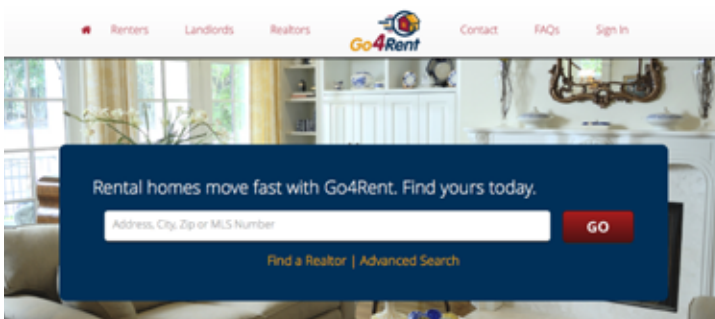 Renters Landlords Realtors Go4Rent Contact FAQs Sign In
Rental homes move fast with Go4Rent. Find yours today.
Address, City, Zip or MLS Number GO
Find a Realtor | Advanced Search